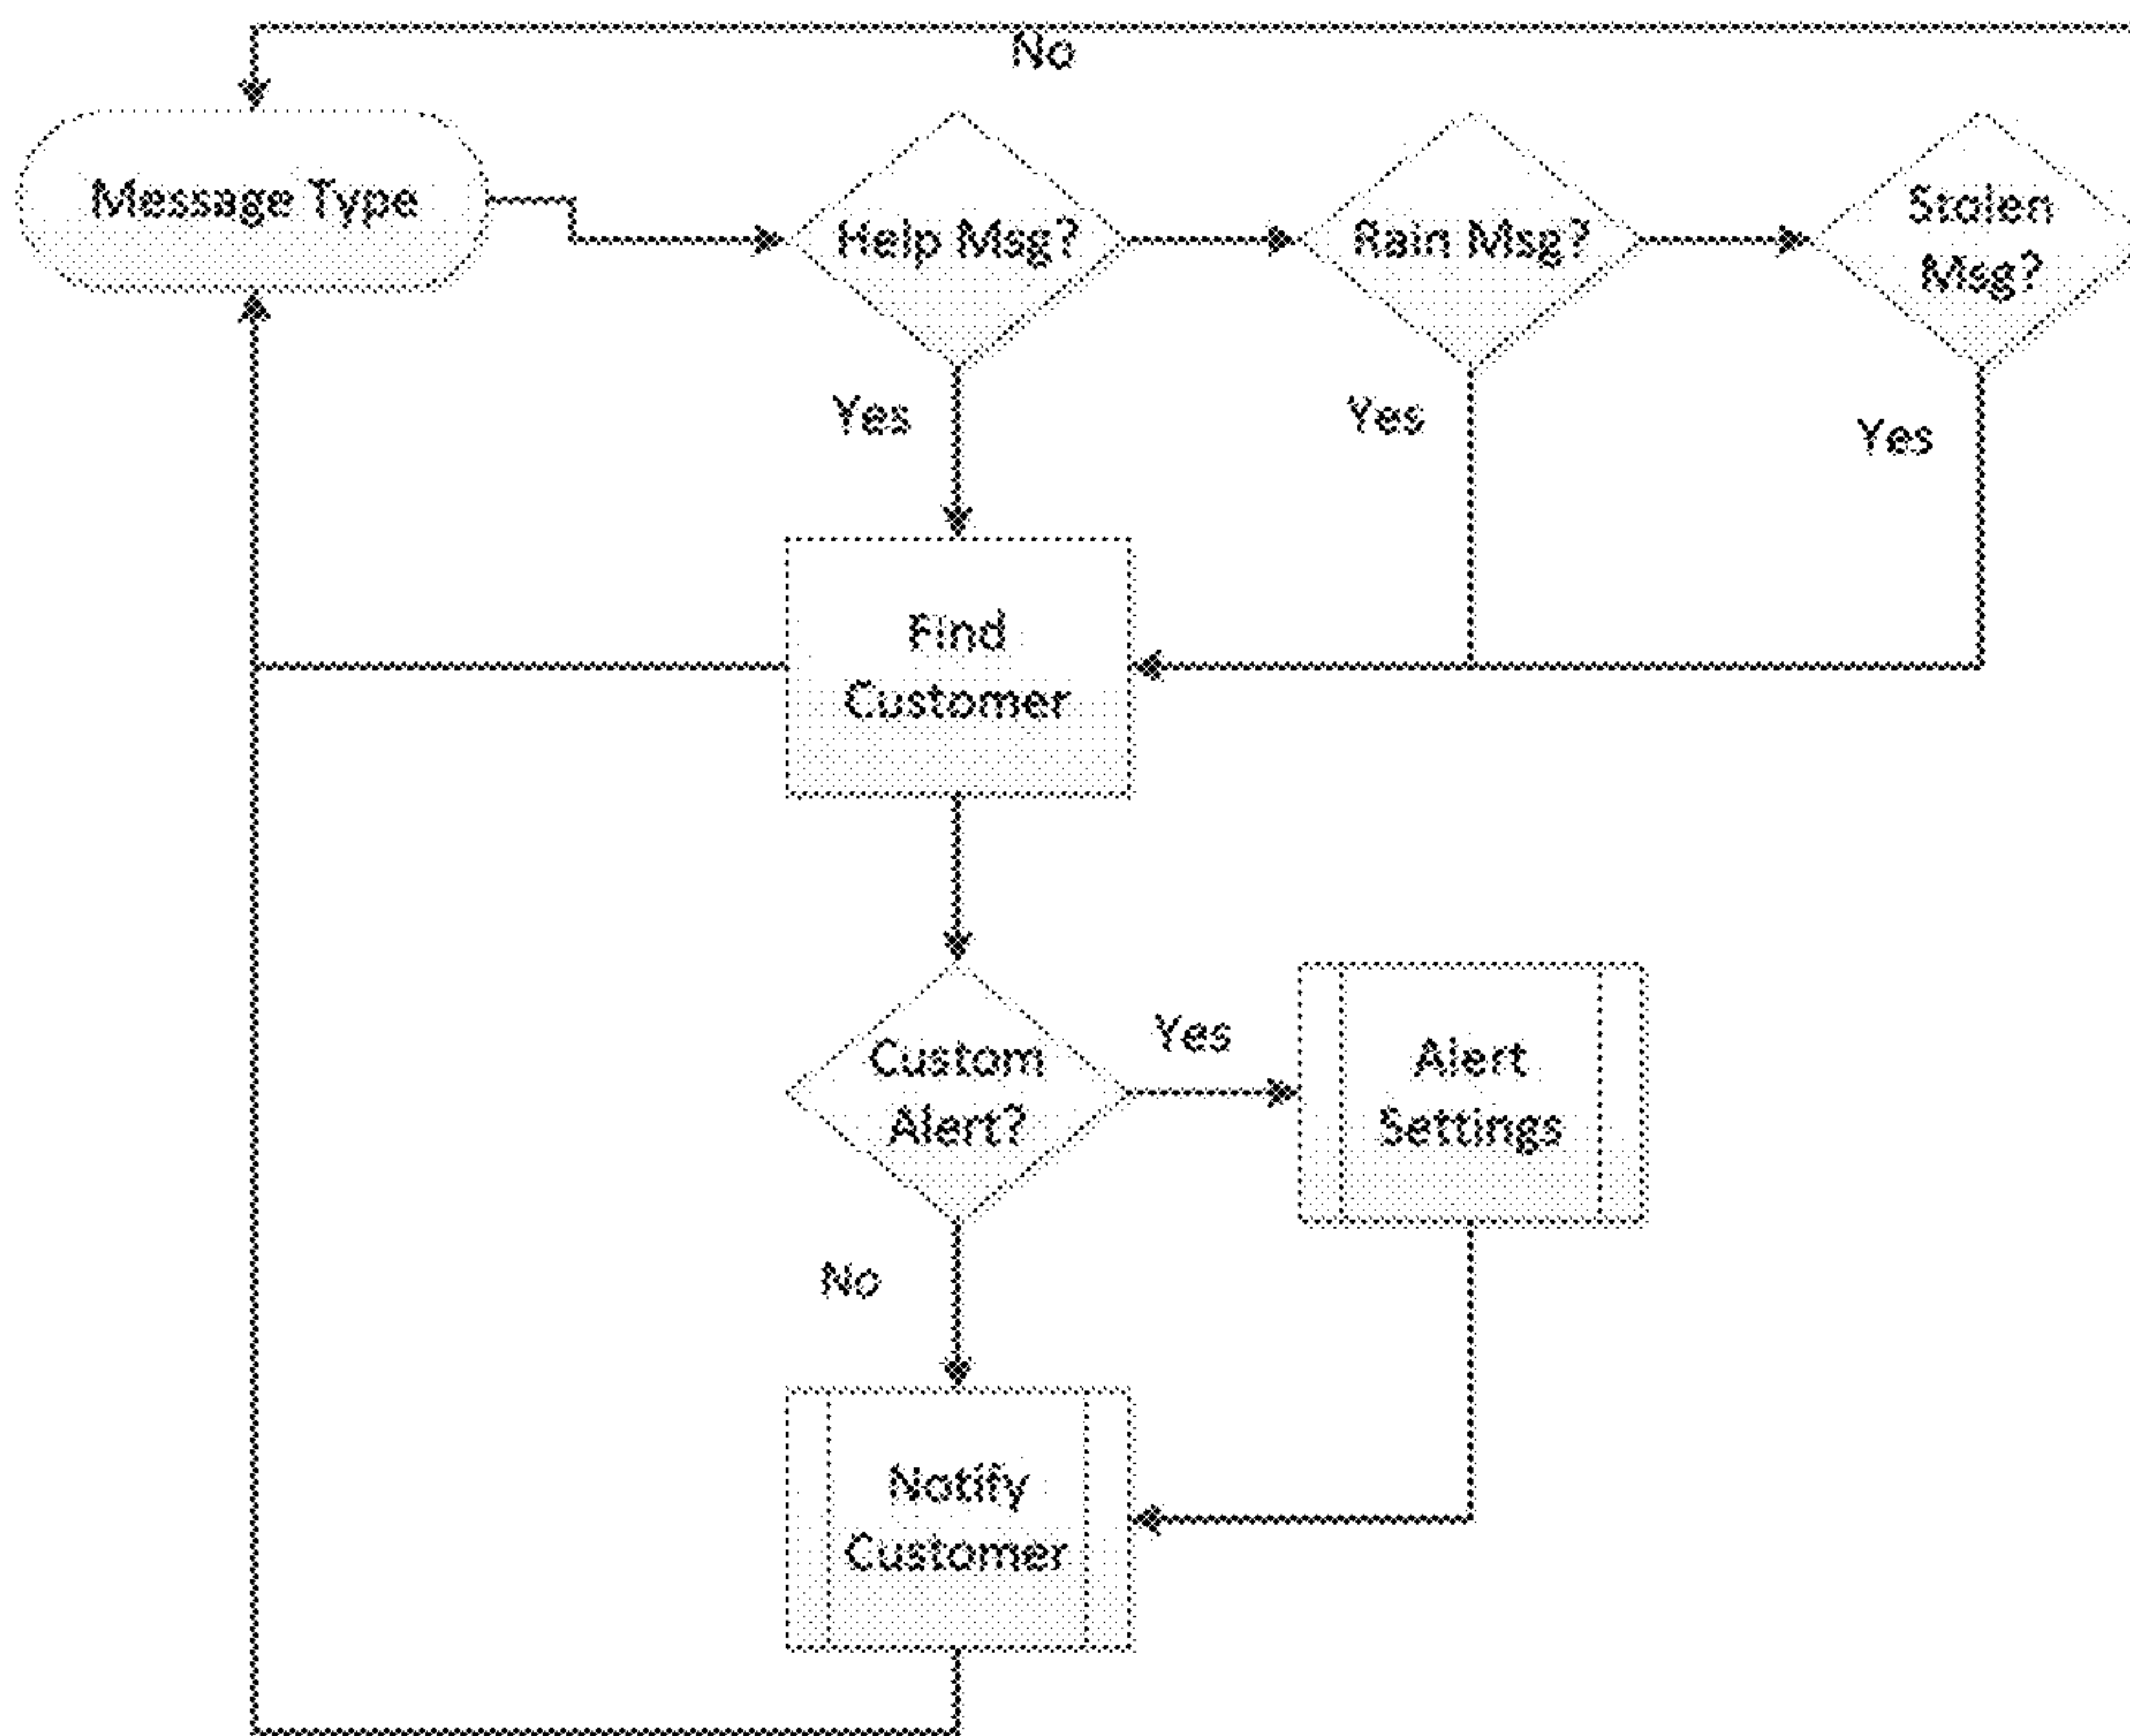 No
Message Type
Help Msg?
Rain Msg?
Stolen
Msg?
Yes
Yes
Yes
Find
Customer
Custom
Alert?
Yes
Alert
Settings
No
Notify
Customer